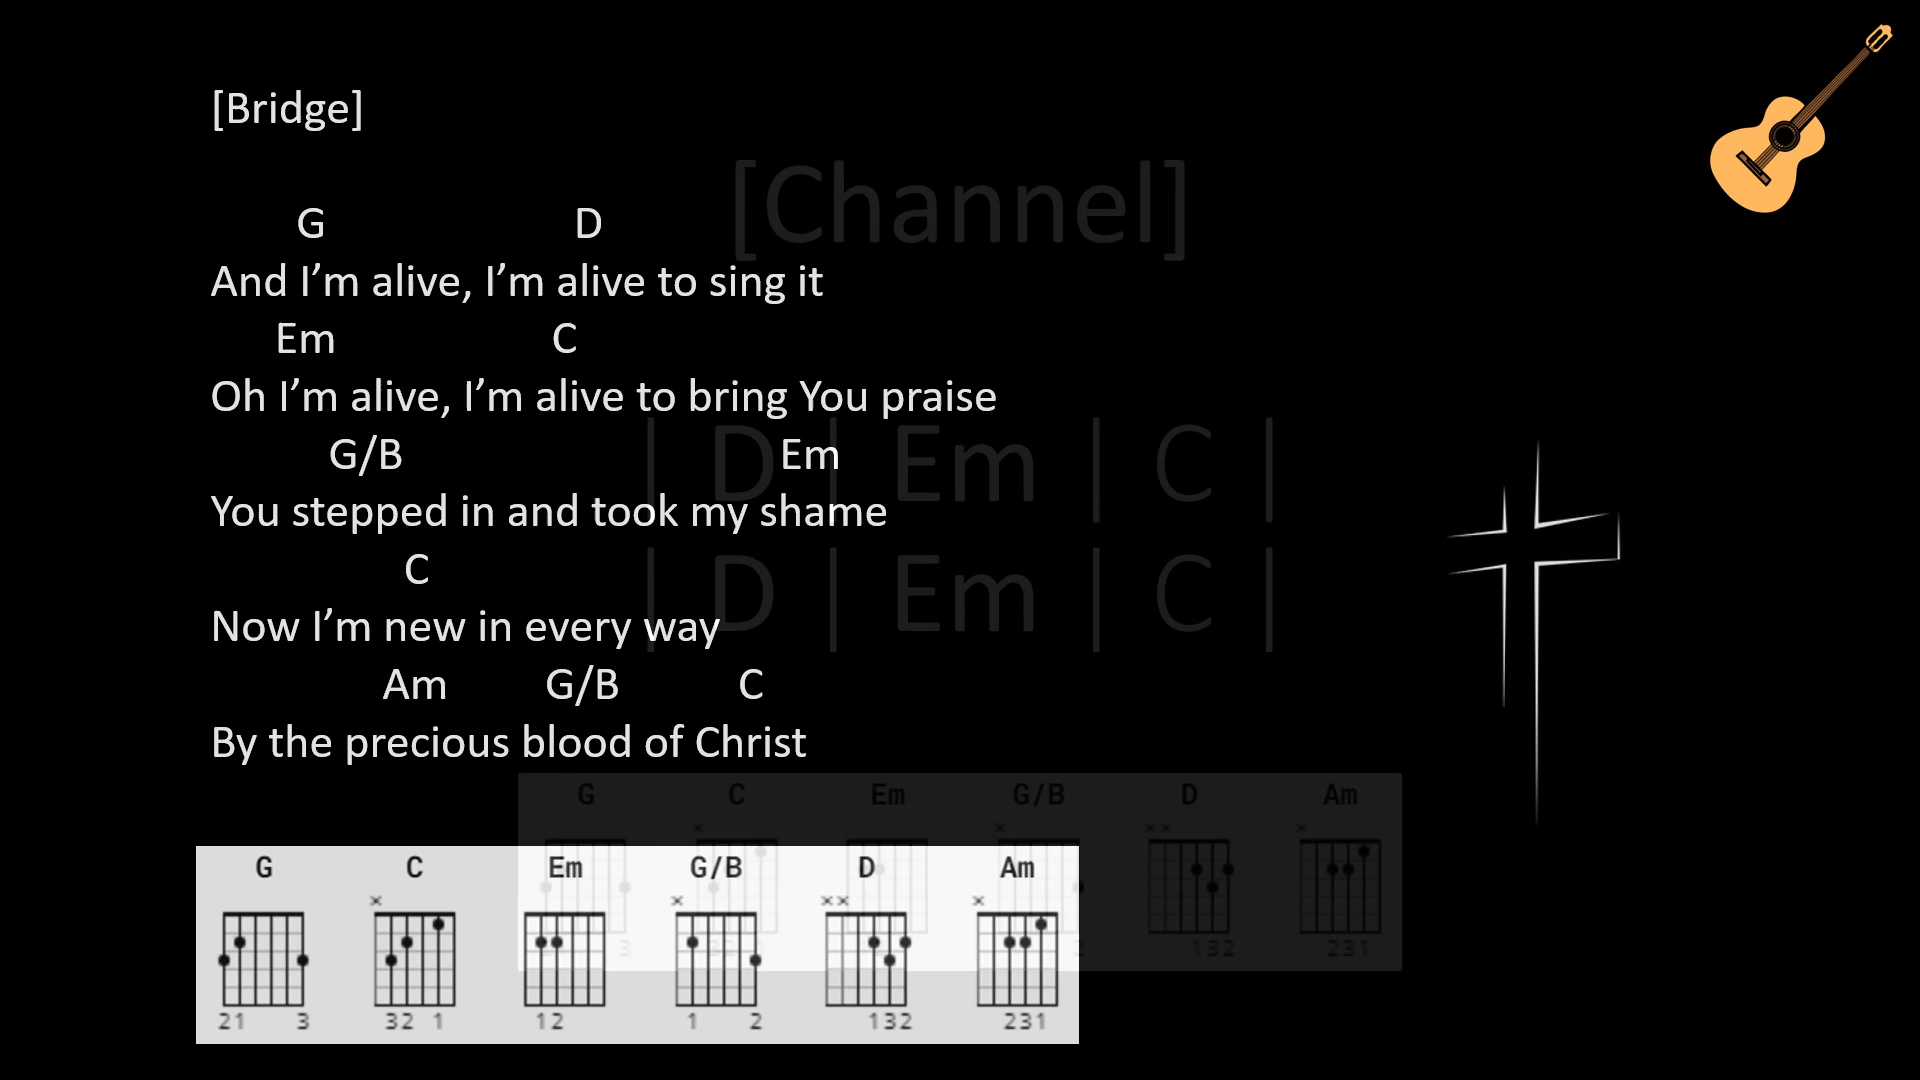 [Bridge]
[Channel]
G D
And I’m alive, I’m alive to sing it
Em C
Oh I’m alive, I’m alive to bring You praise
| D | Em | C |
G/B Em
You stepped in and took my shame
C
| D | Em | C |
Now I’m new in every way
Am G/B C
By the precious blood of Christ
G C Em G/B D Am
× × ×× ×
3 2 132 231
G C Em G/B D Am
× × ×× ×
21 3 32 1 12 1 2 132 231